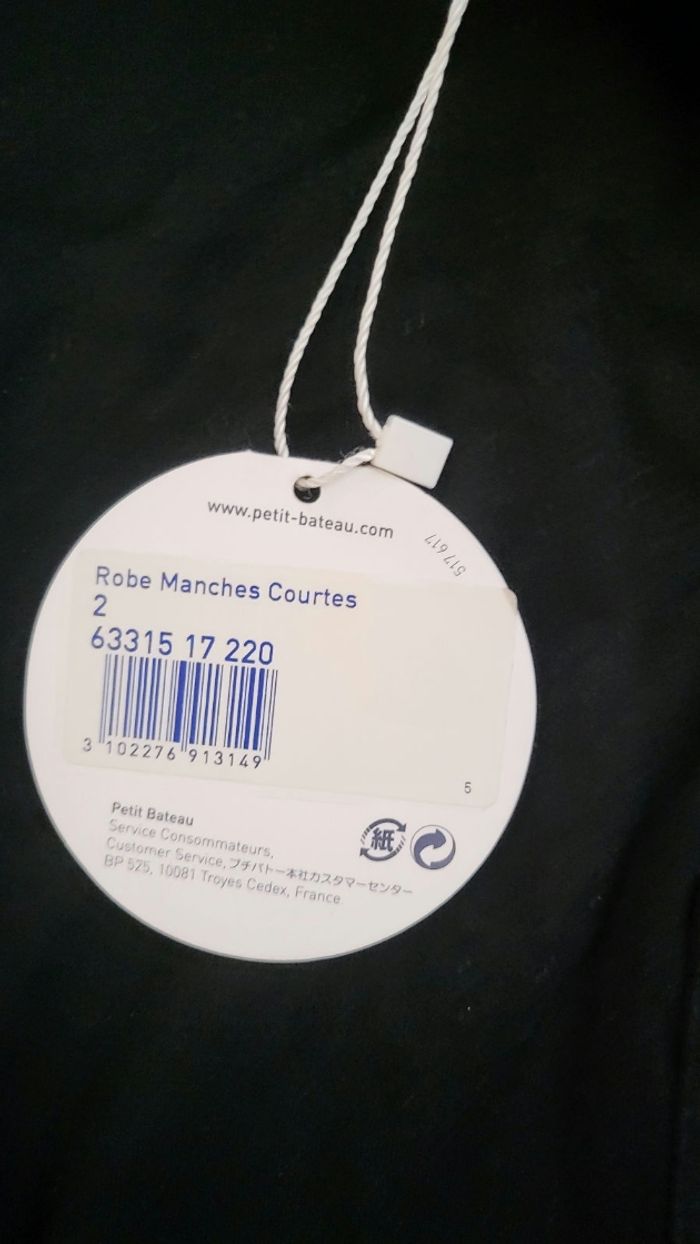 www.petit-bateau.com
517 617
Robe Manches Courtes
2
63315 17 220
3 102276 913149
5
Petit Bateau
Service Consommateurs,
Customer Service, プチバトー本社カスタマーセンター
BP 525, 10081 Troyes Cedex, France
紙